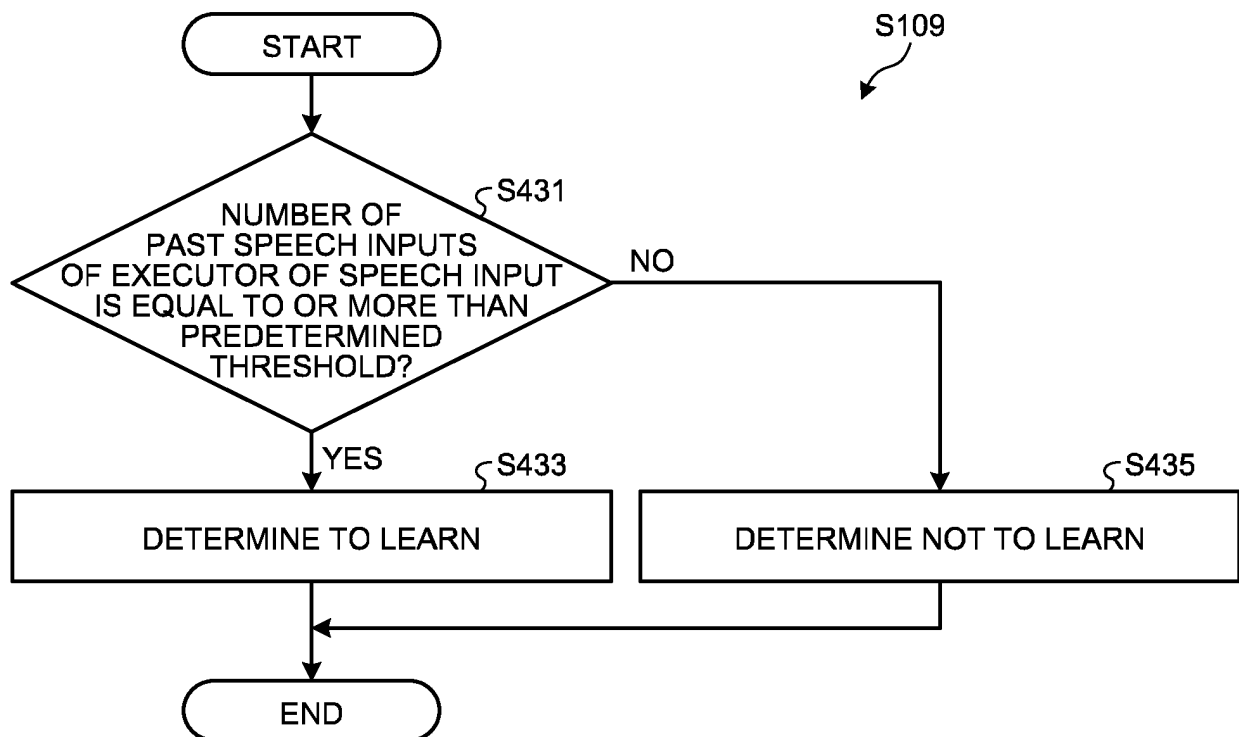 START
S109
S431
NUMBER OF
PAST SPEECH INPUTS
OF EXECUTOR OF SPEECH INPUT
IS EQUAL TO OR MORE THAN
PREDETERMINED
THRESHOLD?
NO
YES
S433
S435
DETERMINE TO LEARN
DETERMINE NOT TO LEARN
END